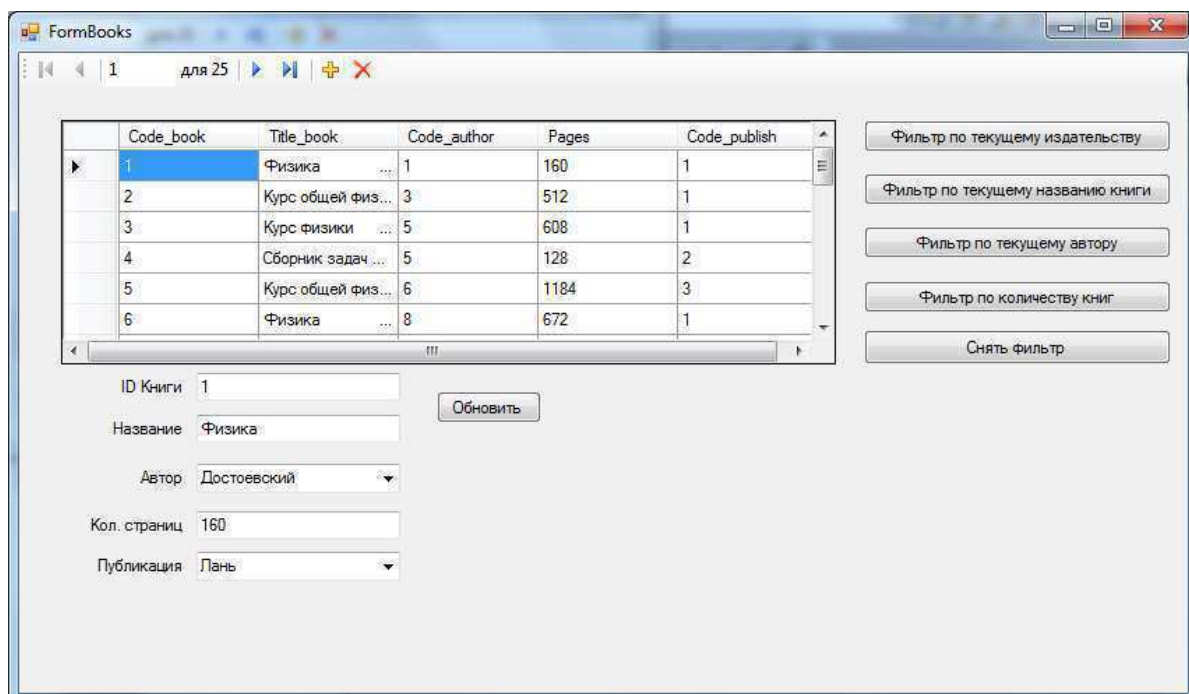 FormBooks
1 для 25
Code_book Title_book Code_author Pages Code_publish
1 Физика ... 1 160 1
2 Курс общей физ... 3 512 1
3 Курс физики ... 5 608 1
4 Сборник задач ... 5 128 2
5 Курс общей физ... 6 1184 3
6 Физика ... 8 672 1
Фильтр по текущему издательству
Фильтр по текущему названию книги
Фильтр по текущему автору
Фильтр по количеству книг
Снять фильтр
ID Книги 1
Обновить
Название Физика
Автор Достоевский
Кол. страниц 160
Публикация Лань